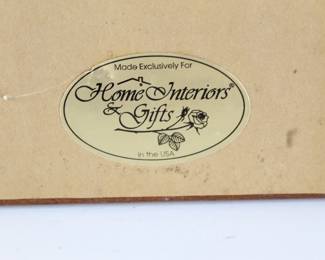 Made Exclusively For
Home Interiors®
& Gifts
In the USA